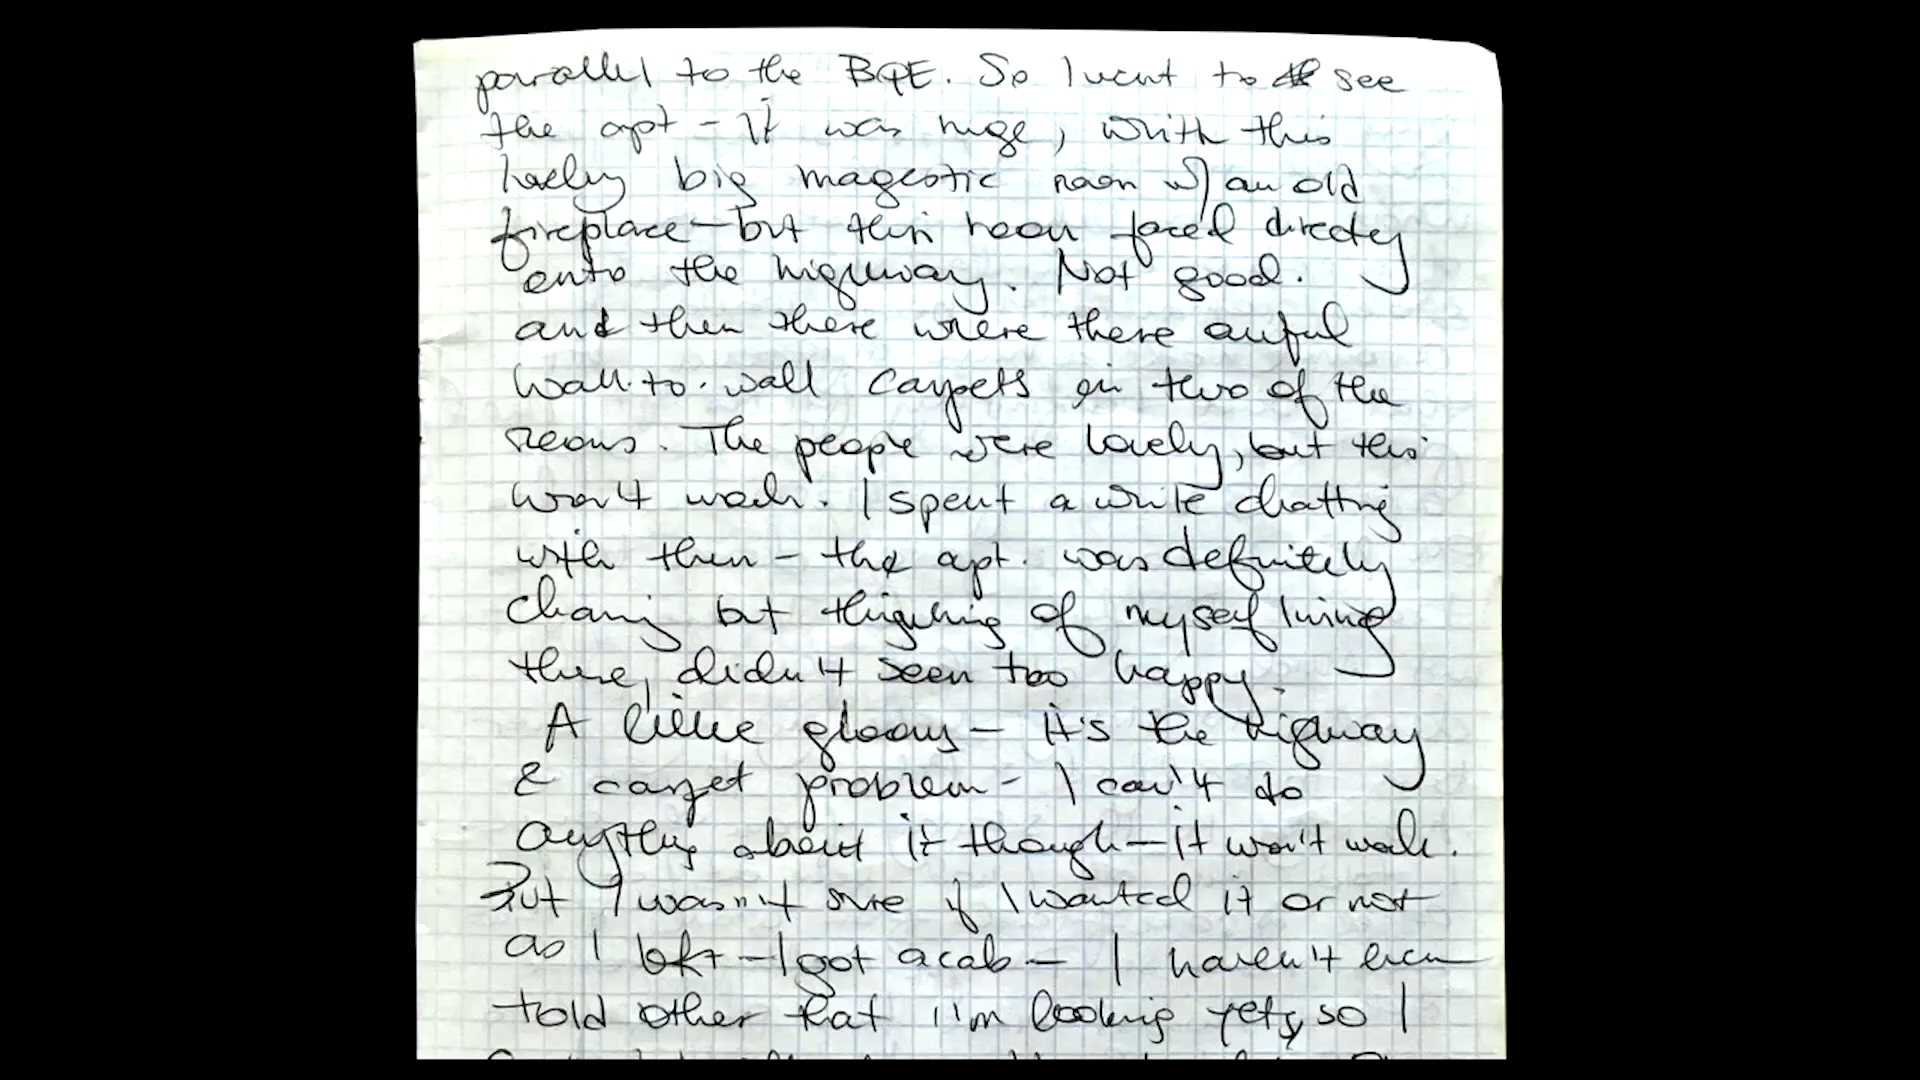 parallel to the BQE. So I went to see
the apt - It was huge, with this
lovely big magestic room w/ an old
fireplace - but this room faced directly
onto the highway. Not good.
and then there where these awful
wall-to-wall carpets in two of the
rooms. The people were lovely, but this
won't work. I spent a while chatting
with them - the apt. was definitely
charming but thinking of myself living
there, didn't seem too happy.
A little gloomy - it's the highway
& carpet problem - I can't do
anything about it though - it won't work.
But I wasn't sure if I wanted it or not
as I left - I got a cab - I haven't even
told other that I'm looking yet, so I